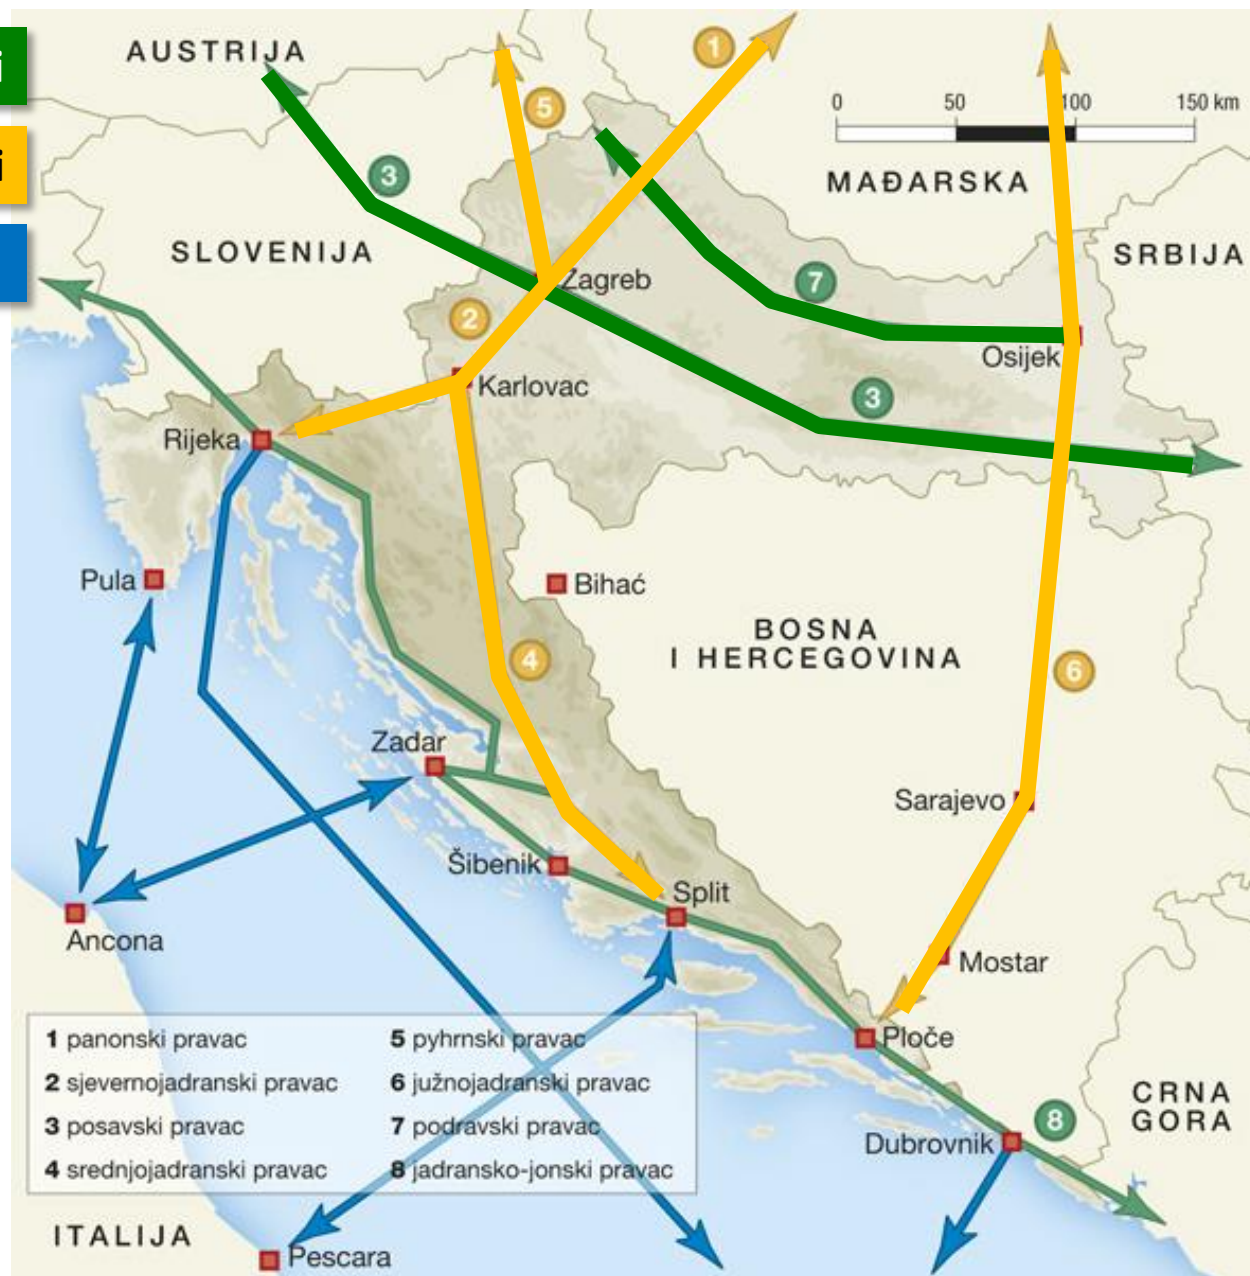 AUSTRIJA
1
5
0 50 100 150 km
3
MAĐARSKA
SLOVENIJA
SRBIJA
Zagreb
7
2
Osijek
Karlovac
3
Rijeka
Pula
Bihać
BOSNA
I HERCEGOVINA
4
6
Zadar
Sarajevo
Šibenik
Split
Ancona
Mostar
Ploče
CRNA
GORA
8
Dubrovnik
1 panonski pravac
2 sjevernojadranski pravac
3 posavski pravac
4 srednjojadranski pravac
5 pyhrnski pravac
6 južnojadranski pravac
7 podravski pravac
8 jadransko-jonski pravac
ITALIJA
Pescara